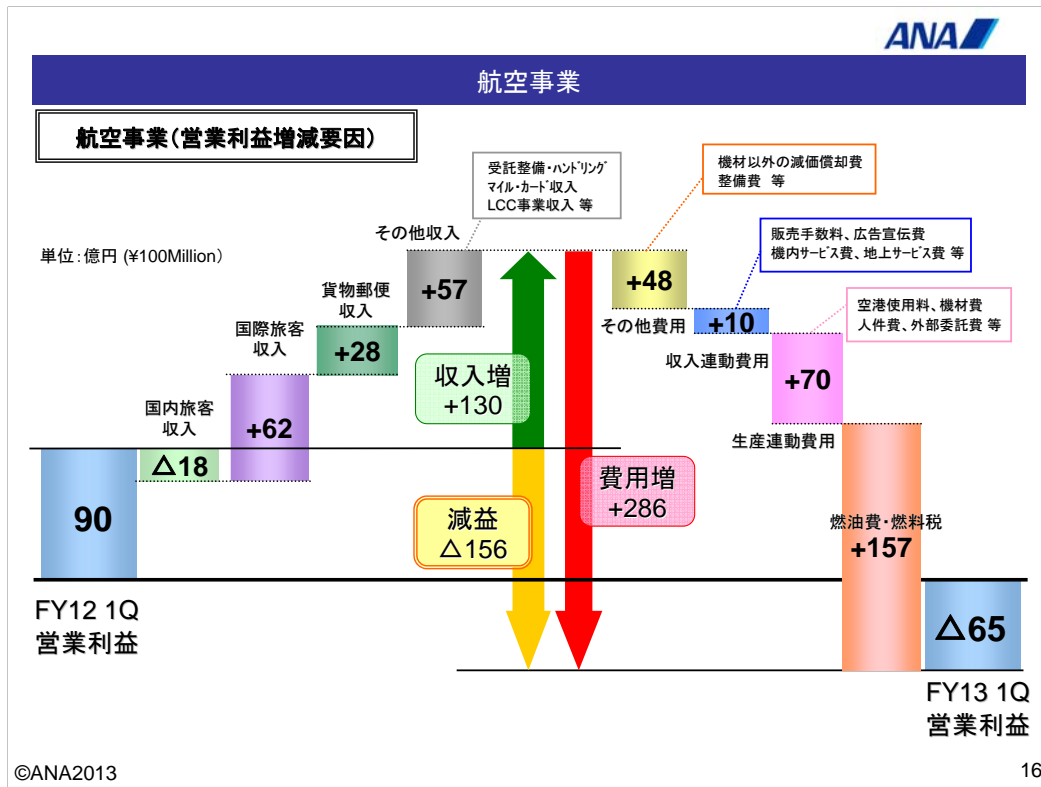 ANA
航空事業
航空事業(営業利益増減要因)
単位:億円 (¥100Million)
受託整備・ハンドリング
マイル・カード収入
LCC事業収入 等
機材以外の減価償却費
整備費 等
販売手数料、広告宣伝費
機内サービス費、地上サービス費 等
空港使用料、機材費
人件費、外部委託費 等
その他収入
+57
貨物郵便
収入
+28
国際旅客
収入
+62
国内旅客
収入
△18
90
FY12 1Q
営業利益
収入増
+130
減益
△156
費用増
+286
+48
その他費用
+10
収入連動費用
+70
生産連動費用
燃油費・燃料税
+157
△65
FY13 1Q
営業利益
©ANA2013
16